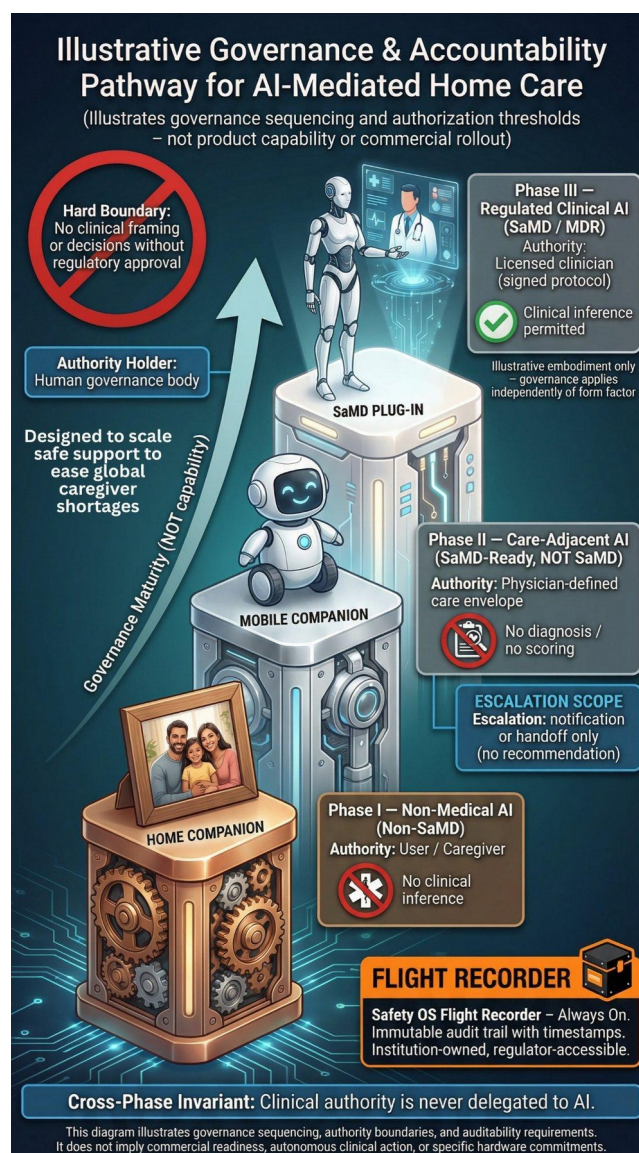 Illustrative Governance & Accountability
Pathway for AI-Mediated Home Care
(Illustrates governance sequencing and authorization thresholds
– not product capability or commercial rollout)
Hard Boundary:
No clinical framing
or decisions without
regulatory approval
Phase III —
Regulated Clinical AI
(SaMD / MDR)
Authority:
Licensed clinician
(signed protocol)
Clinical inference
permitted
Illustrative embodiment only
– governance applies
independently of form factor
Authority Holder:
Human governance body
SaMD PLUG-IN
Designed to scale
safe support to
ease global
caregiver
shortages
Governance Maturity (NOT capability)
Phase II — Care-Adjacent AI
(SaMD-Ready, NOT SaMD)
Authority: Physician-defined
care envelope
No diagnosis /
no scoring
MOBILE COMPANION
ESCALATION SCOPE
Escalation: notification
or handoff only
(no recommendation)
Phase I — Non-Medical AI
(Non-SaMD)
Authority: User / Caregiver
No clinical
inference
HOME COMPANION
FLIGHT RECORDER
Safety OS Flight Recorder – Always On.
Immutable audit trail with timestamps.
Institution-owned, regulator-accessible.
Cross-Phase Invariant: Clinical authority is never delegated to AI.
This diagram illustrates governance sequencing, authority boundaries, and auditability requirements.
It does not imply commercial readiness, autonomous clinical action, or specific hardware commitments.